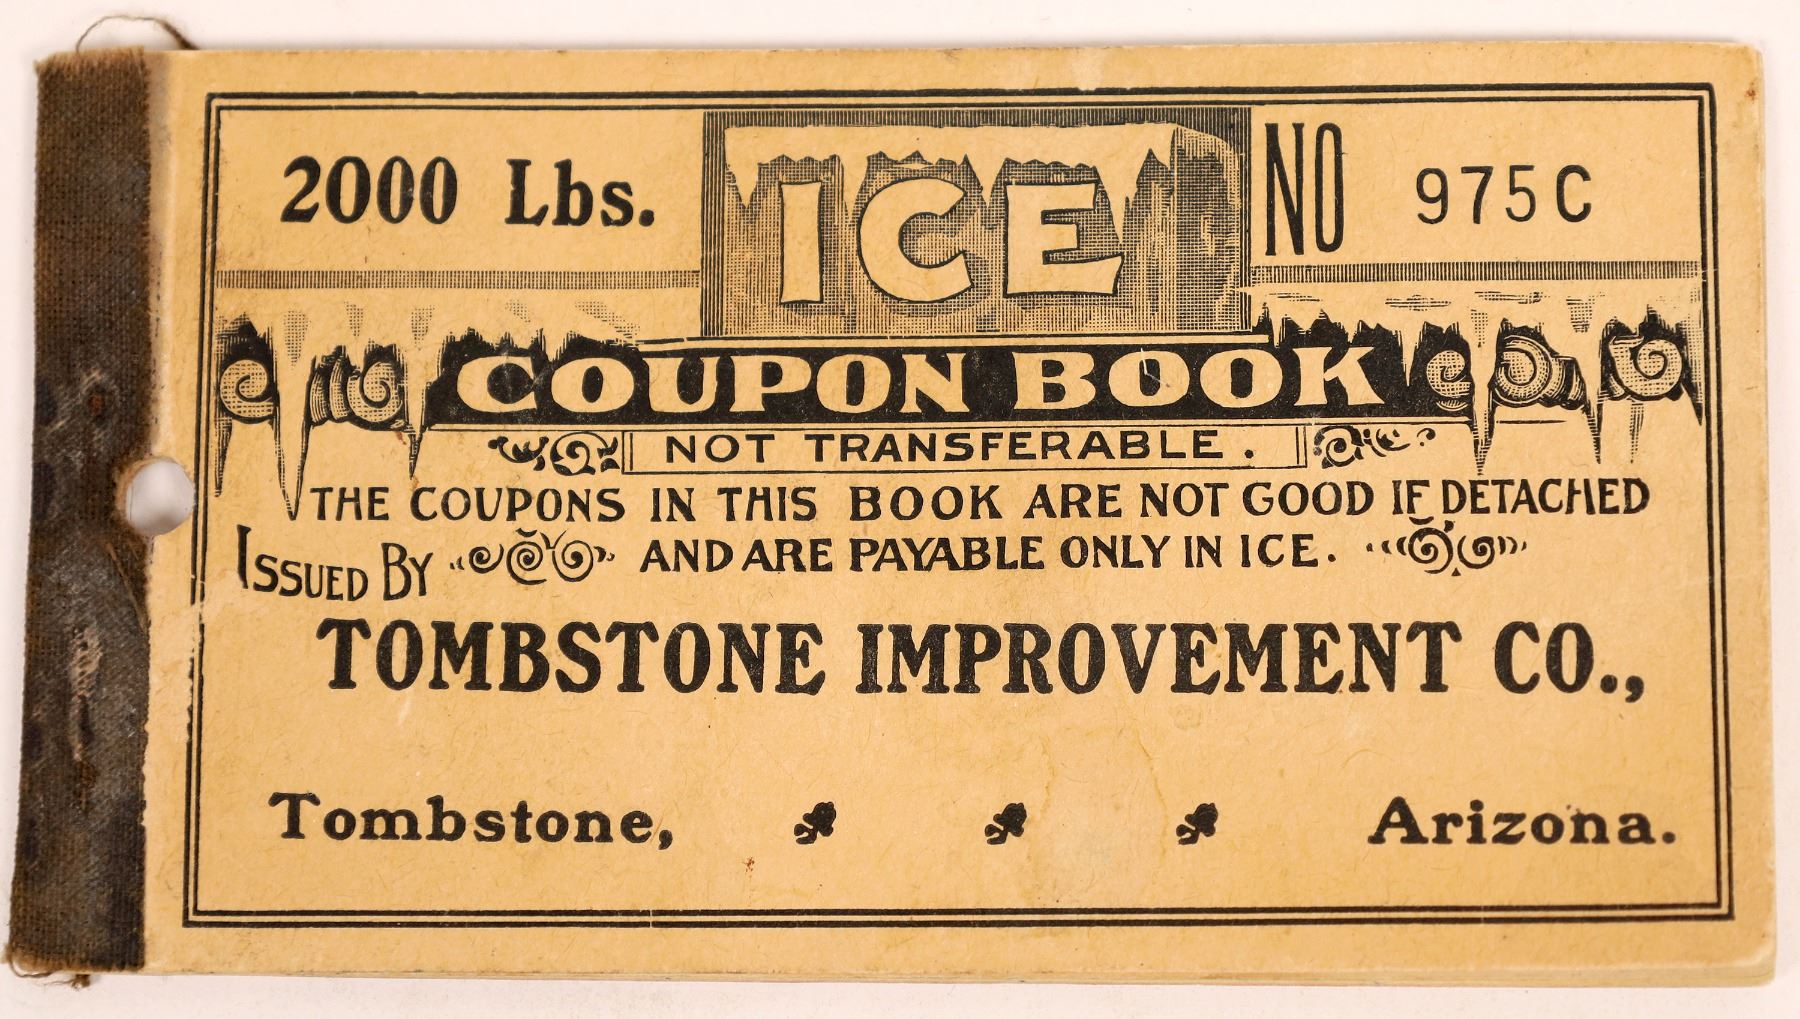 2000 Lbs. ICE NO 975C
COUPON BOOK
NOT TRANSFERABLE.
THE COUPONS IN THIS BOOK ARE NOT GOOD IF DETACHED
AND ARE PAYABLE ONLY IN ICE.
ISSUED BY
TOMBSTONE IMPROVEMENT CO.,
Tombstone, Arizona.